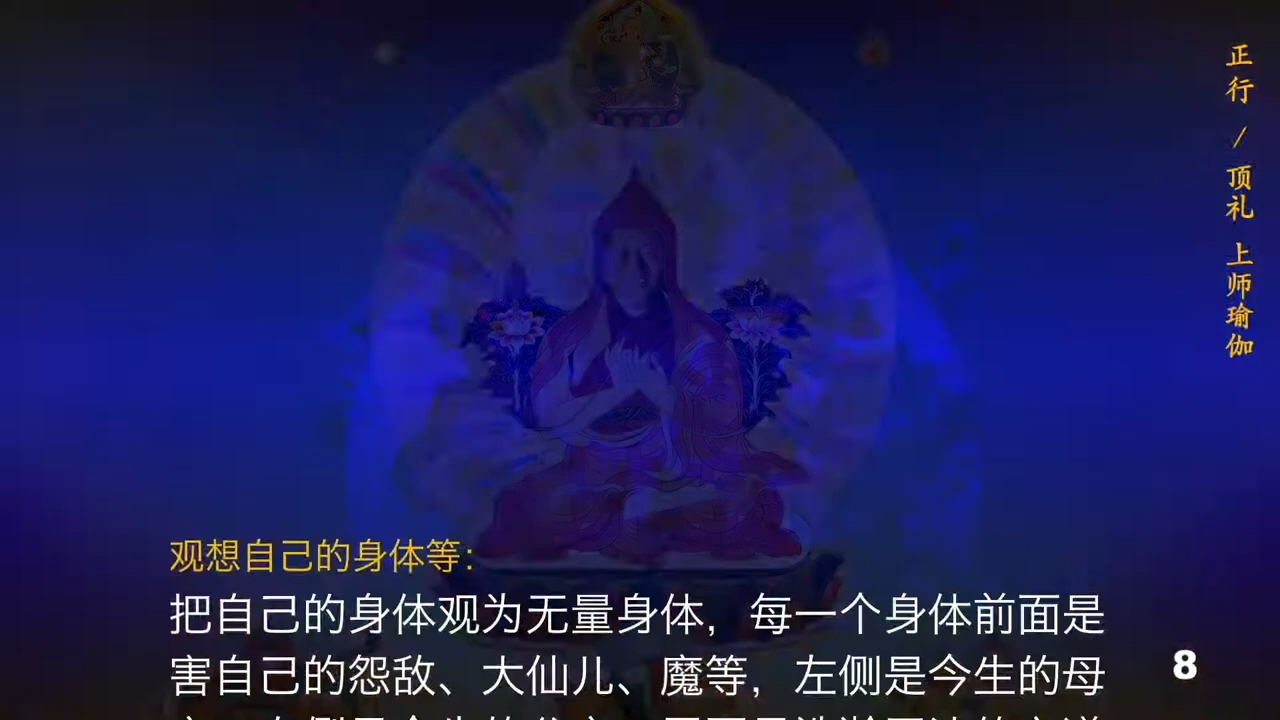 正行 / 顶礼 上师瑜伽
观想自己的身体等：
把自己的身体观为无量身体，每一个身体前面是
害自己的怨敌、大仙儿、魔等，左侧是今生的母
8